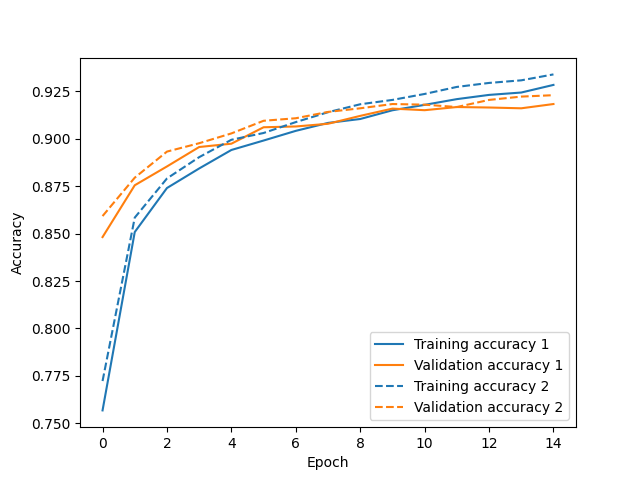 0.925
0.900
0.875
0.850
0.825
0.800
0.775
0.750
Accuracy
0 2 4 6 8 10 12 14
Epoch
Training accuracy 1
Validation accuracy 1
Training accuracy 2
Validation accuracy 2